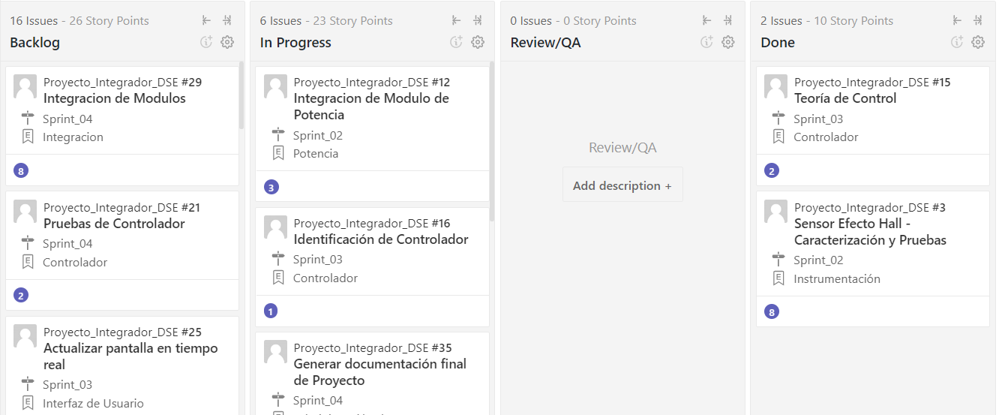 16 Issues - 26 Story Points
Backlog
Proyecto_Integrador_DSE #29
Integracion de Modulos
Sprint_04
Integracion
8
Proyecto_Integrador_DSE #21
Pruebas de Controlador
Sprint_04
Controlador
2
Proyecto_Integrador_DSE #25
Actualizar pantalla en tiempo
real
Sprint_03
Interfaz de Usuario
6 Issues - 23 Story Points
In Progress
Proyecto_Integrador_DSE #12
Integracion de Modulo de
Potencia
Sprint_02
Potencia
3
Proyecto_Integrador_DSE #16
Identificación de Controlador
Sprint_03
Controlador
1
Proyecto_Integrador_DSE #35
Generar documentación final
de Proyecto
Sprint_04
0 Issues - 0 Story Points
Review/QA
Review/QA
Add description +
2 Issues - 10 Story Points
Done
Proyecto_Integrador_DSE #15
Teoría de Control
Sprint_03
Controlador
2
Proyecto_Integrador_DSE #3
Sensor Efecto Hall -
Caracterización y Pruebas
Sprint_02
Instrumentación
8